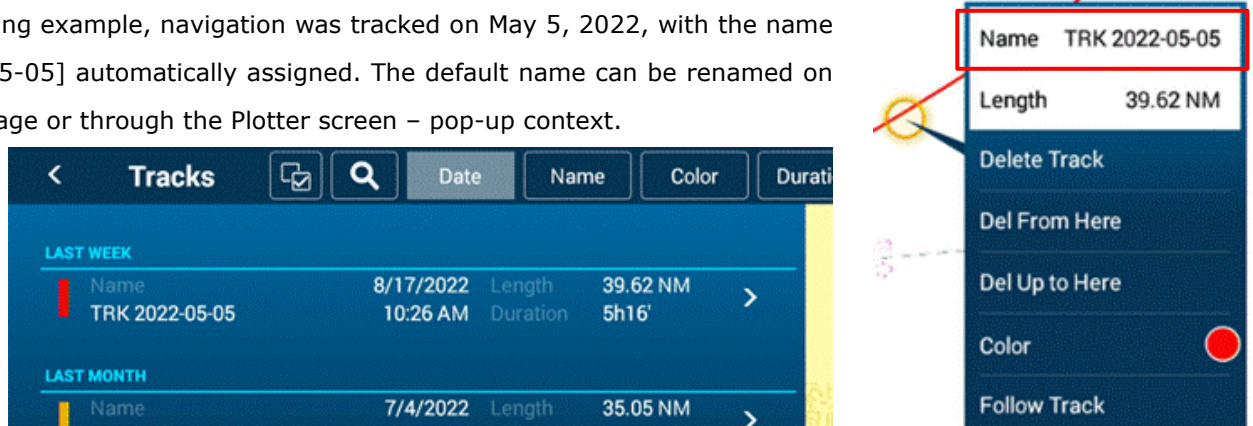 ng example, navigation was tracked on May 5, 2022, with the name
5-05] automatically assigned. The default name can be renamed on
age or through the Plotter screen – pop-up context.
Tracks Date Name Color Durati
LAST WEEK
Name 8/17/2022 Length 39.62 NM
TRK 2022-05-05 10:26 AM Duration 5h16'
LAST MONTH
Name 7/4/2022 Length 35.05 NM
Name TRK 2022-05-05
Length 39.62 NM
Delete Track
Del From Here
Del Up to Here
Color
Follow Track